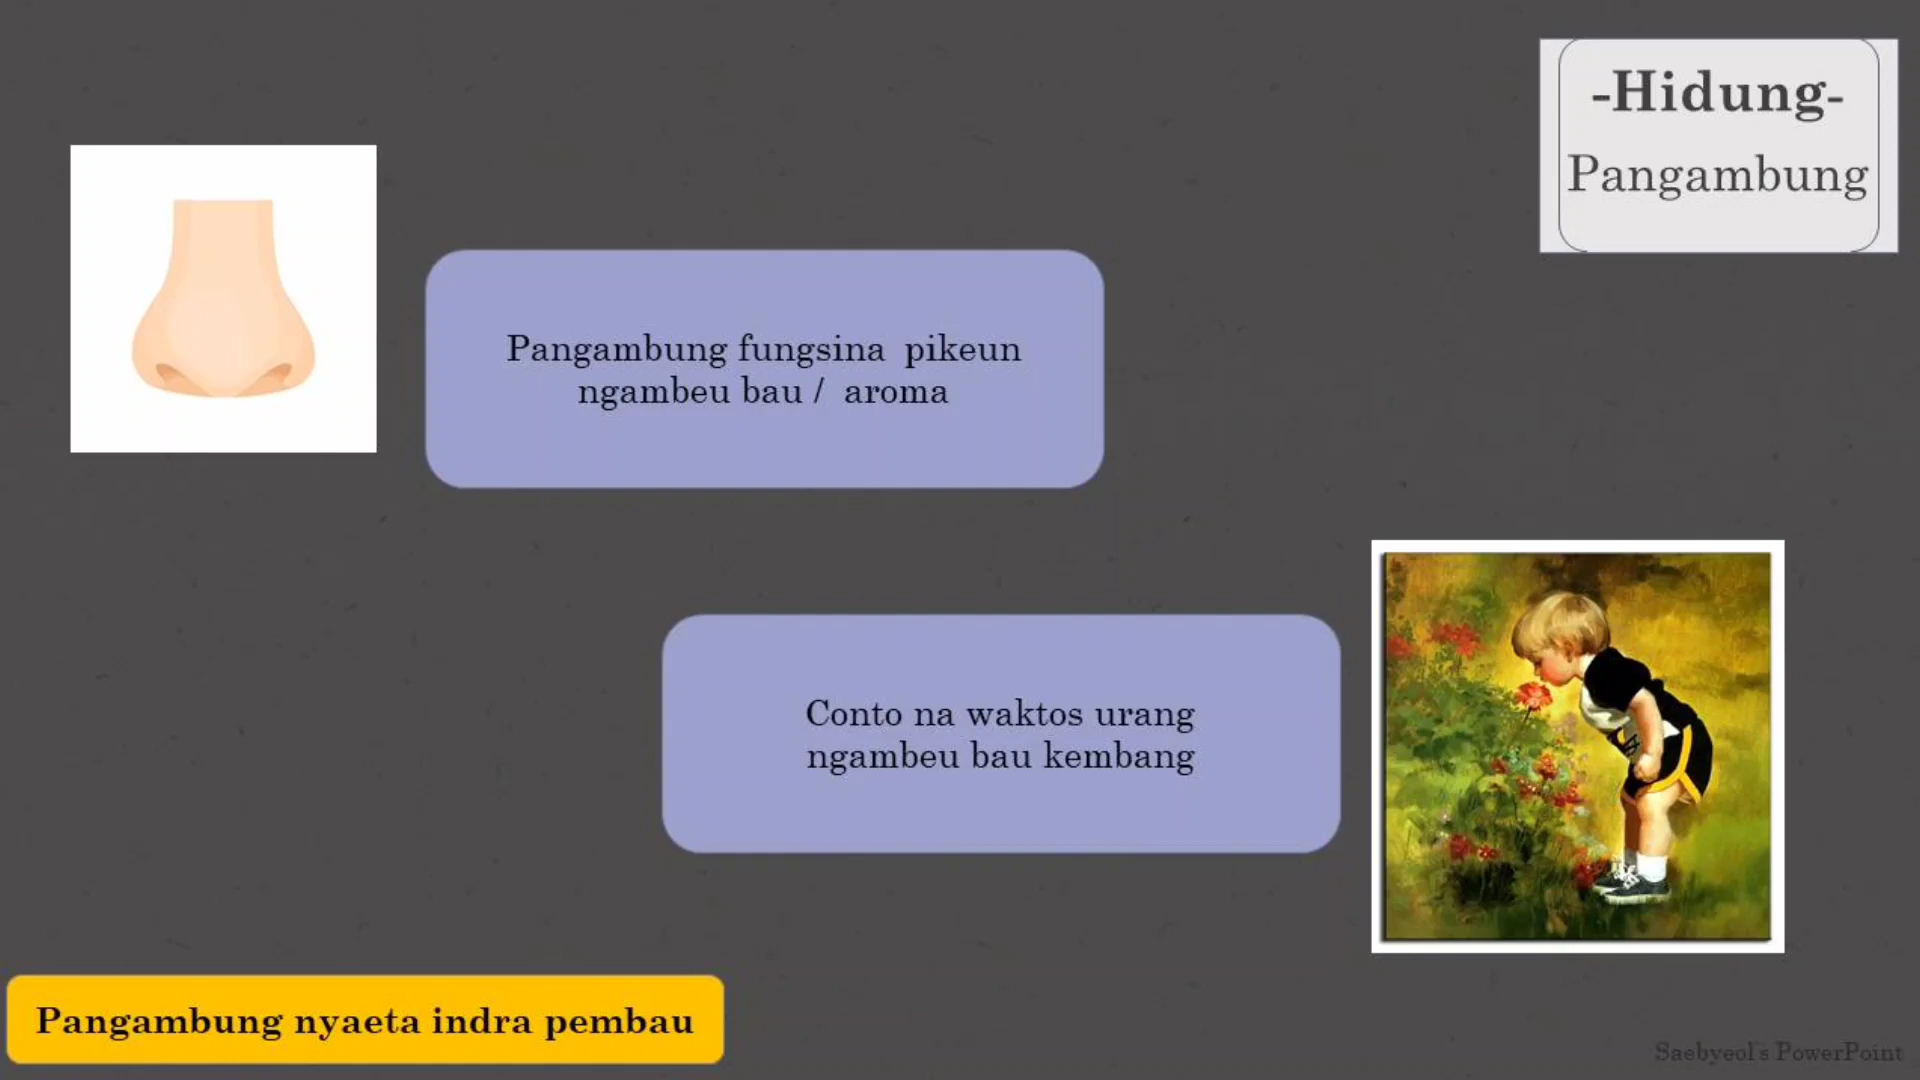 -Hidung-
Pangambung
Pangambung fungsina pikeun
ngambeu bau / aroma
Conto na waktos urang
ngambeu bau kembang
Pangambung nyaeta indra pembau
Saebyeol's PowerPoint